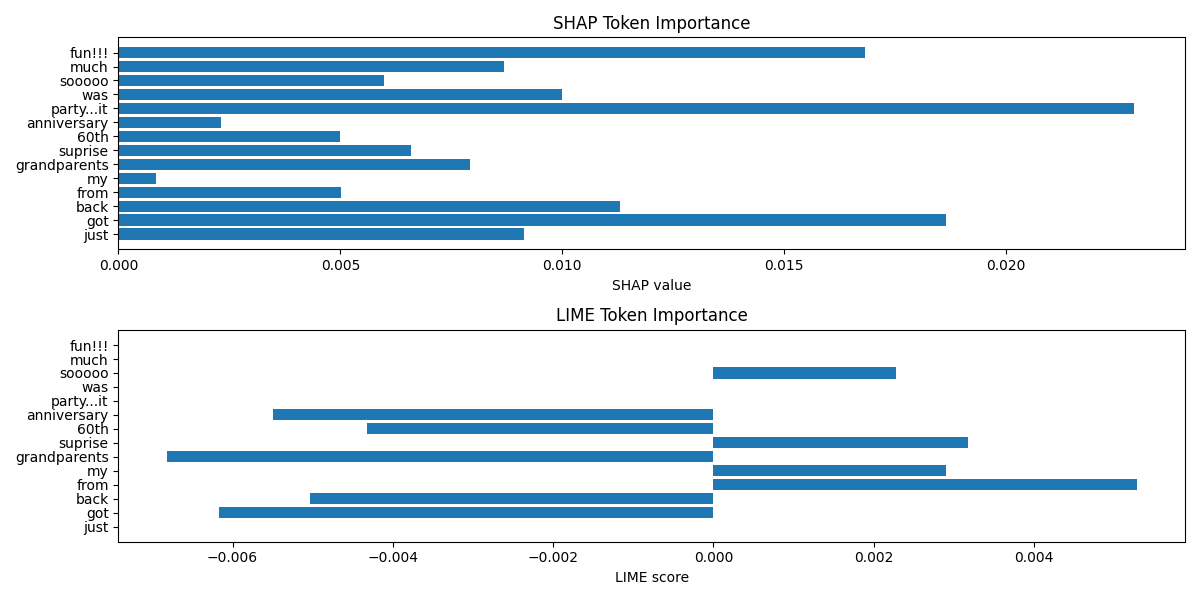 SHAP Token Importance
fun!!!
much
sooooo
was
party...it
anniversary
60th
suprise
grandparents
my
from
back
got
just
0.000 0.005 0.010 0.015 0.020
SHAP value
LIME Token Importance
fun!!!
much
sooooo
was
party...it
anniversary
60th
suprise
grandparents
my
from
back
got
just
−0.006 −0.004 −0.002 0.000 0.002 0.004
LIME score